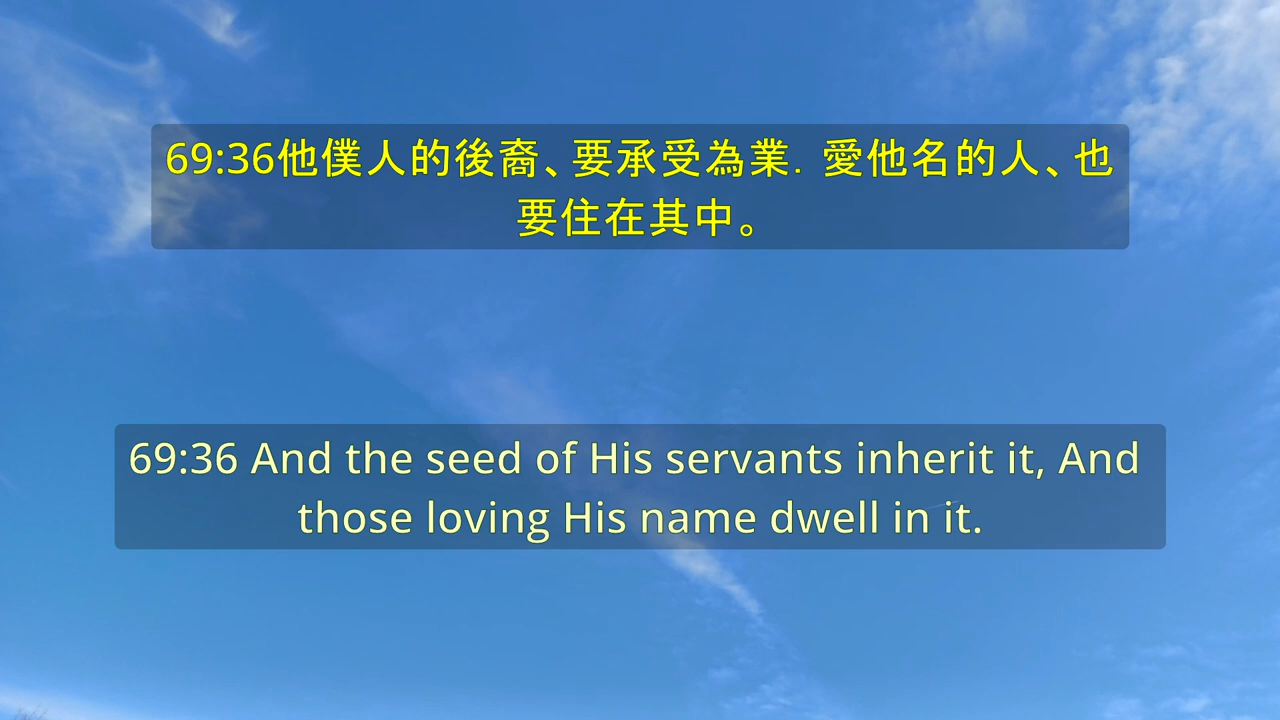 69:36他僕人的後裔、要承受為業．愛他名的人、也
要住在其中。
69:36 And the seed of His servants inherit it, And
those loving His name dwell in it.